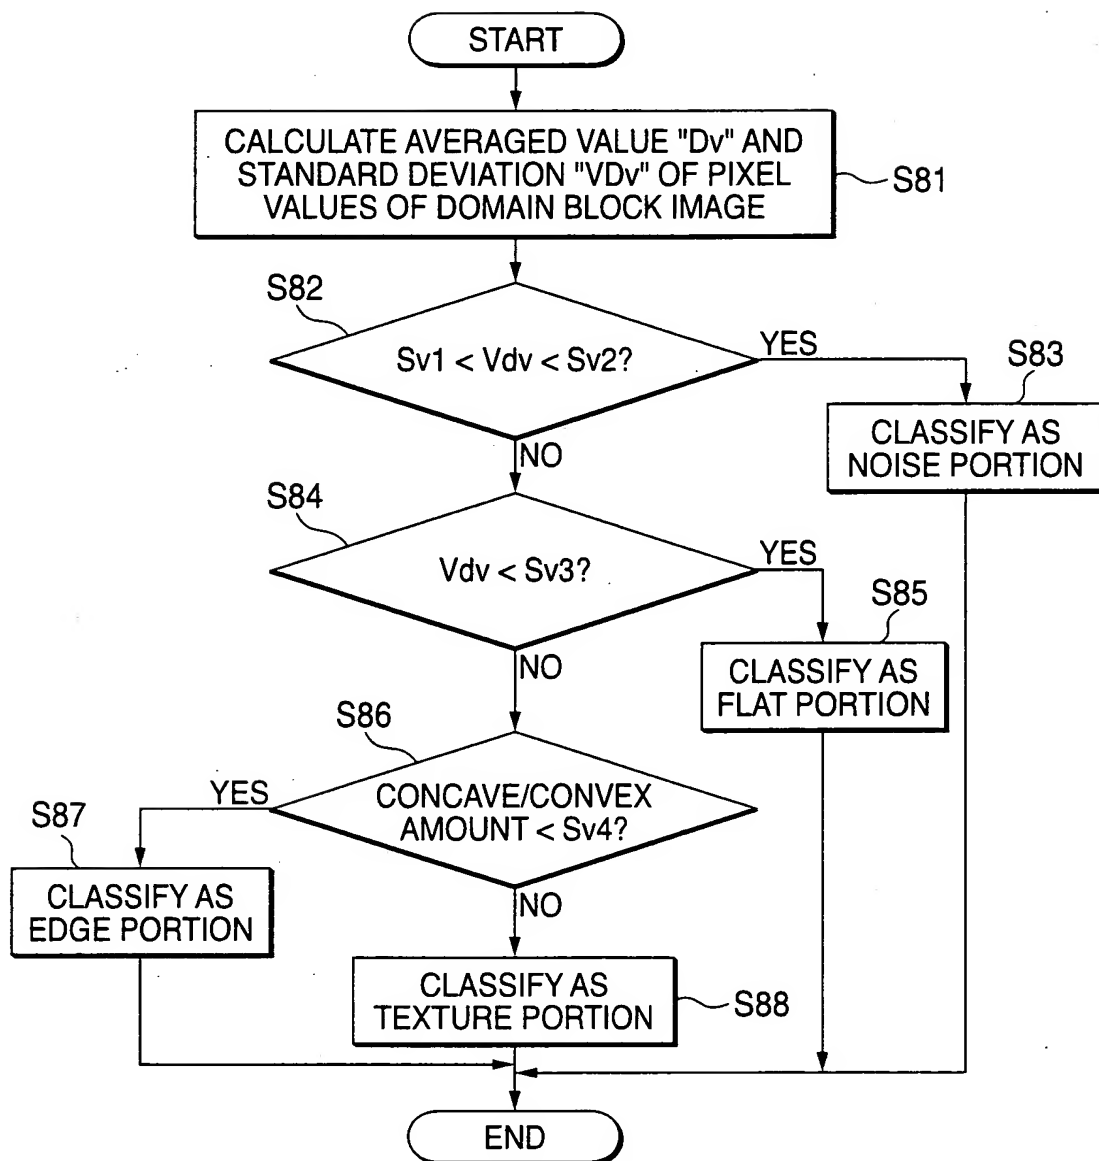 START
CALCULATE AVERAGED VALUE "Dv" AND
STANDARD DEVIATION "VDv" OF PIXEL
VALUES OF DOMAIN BLOCK IMAGE
S81
S82
Sv1 < Vdv < Sv2?
YES
S83
CLASSIFY AS
NOISE PORTION
NO
S84
Vdv < Sv3?
YES
S85
CLASSIFY AS
FLAT PORTION
NO
S86
CONCAVE/CONVEX
AMOUNT < Sv4?
YES
S87
CLASSIFY AS
EDGE PORTION
NO
CLASSIFY AS
TEXTURE PORTION
S88
END